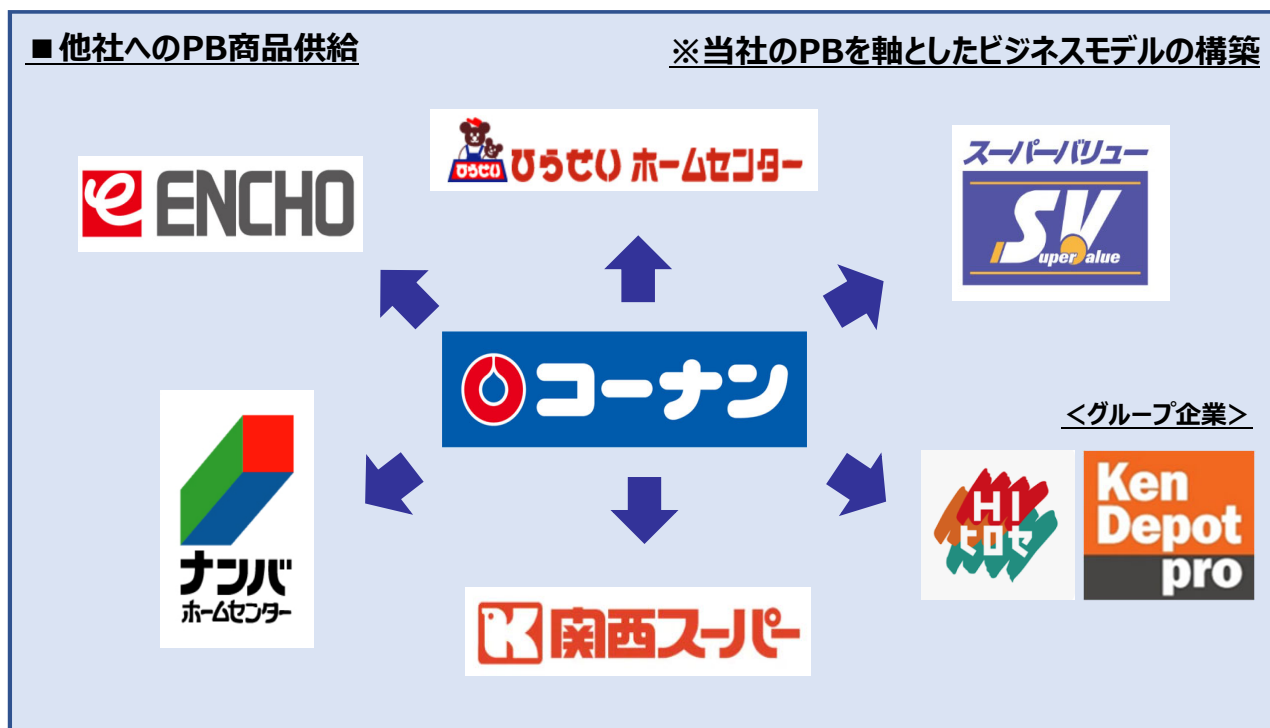 ■他社へのPB商品供給
※当社のPBを軸としたビジネスモデルの構築
ひらせい
ひらせい ホームセンター
e ENCHO
スーパーバリュー
SV
Super Value
コーナン
<グループ企業>
HI
ヒロセ
Ken
Depot
pro
ナンバ
ホームセンター
K 関西スーパー